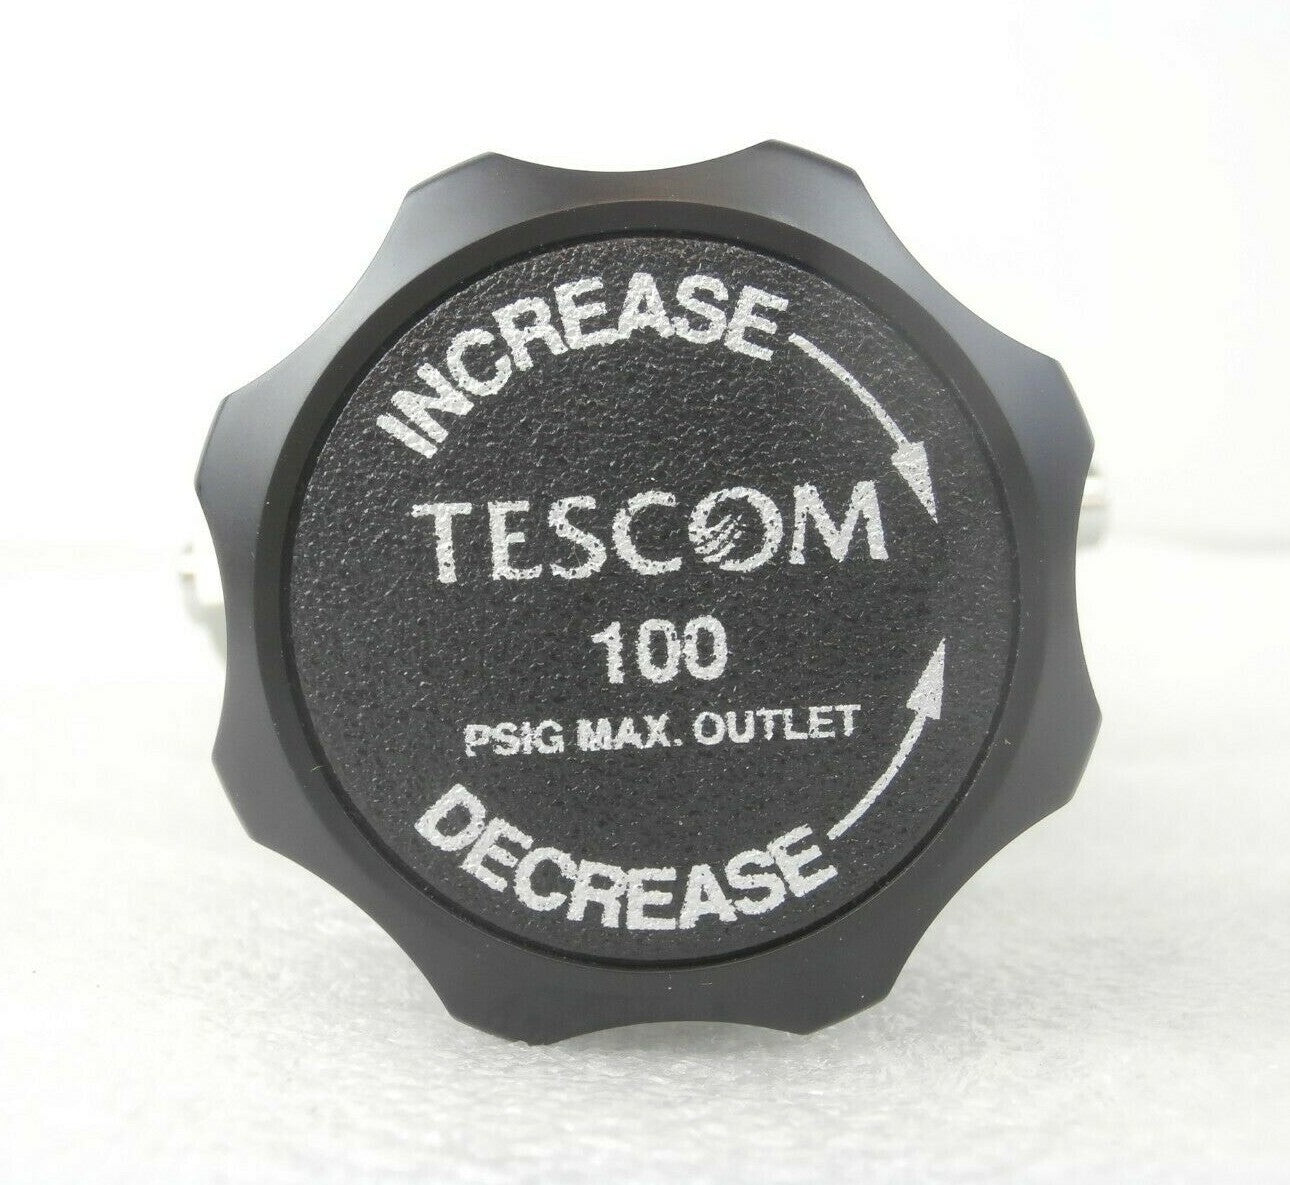 INCREASE
TESCOM
100
PSIG MAX. OUTLET
DECREASE